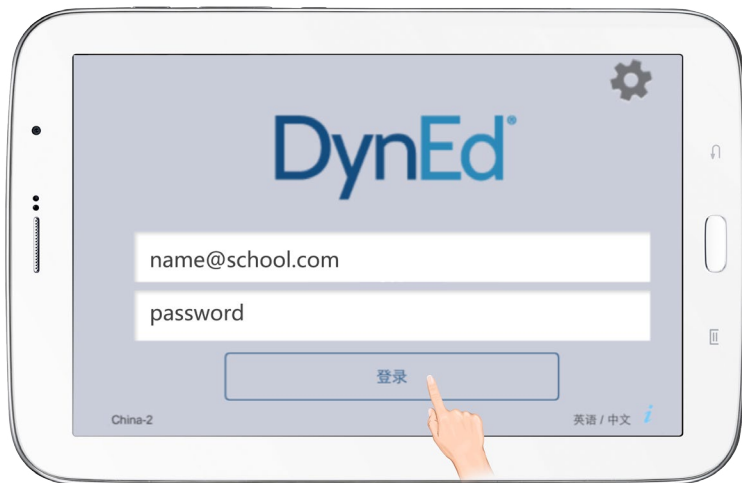 DynEd®
name@school.com
password
登录
China-2
英语 / 中文 i